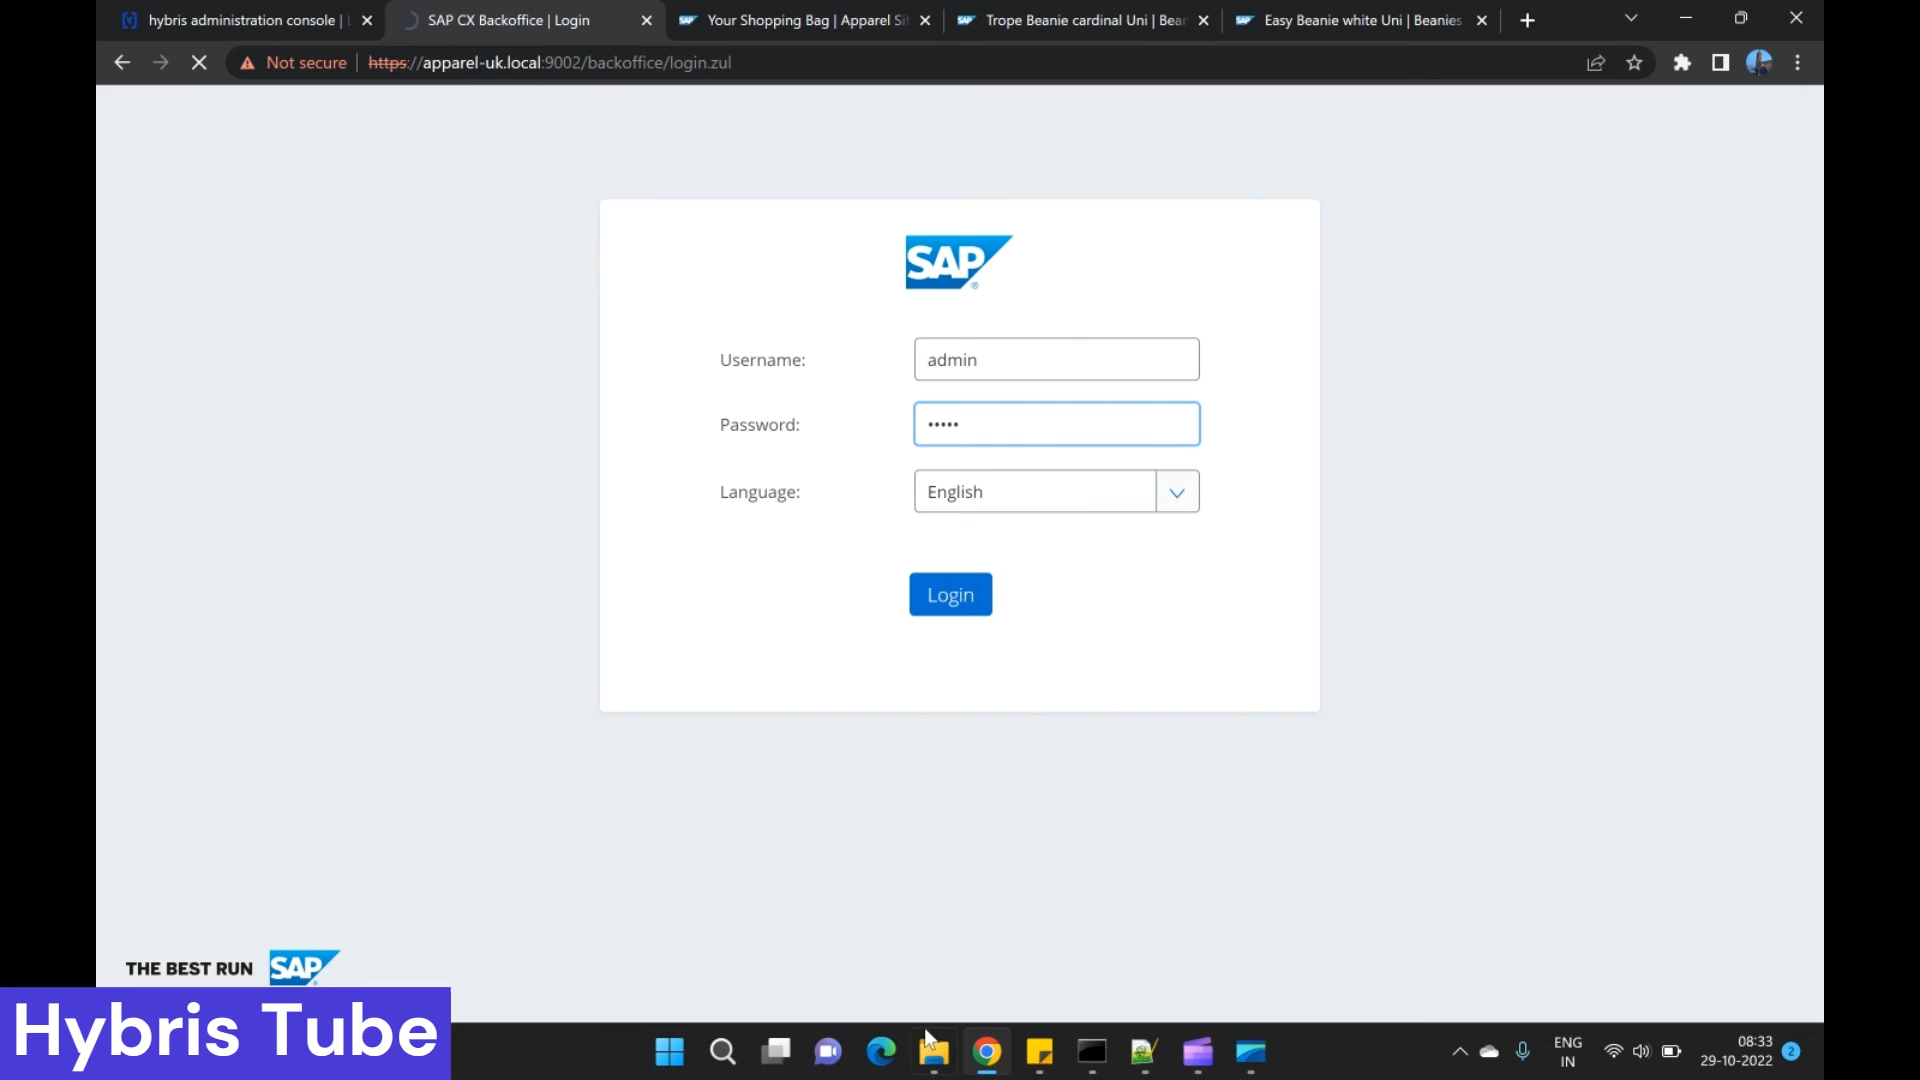 hybris administration console |
SAP CX Backoffice | Login
Your Shopping Bag | Apparel Sit
Trope Beanie cardinal Uni | Bean
Easy Beanie white Uni | Beanies
Not secure
https://apparel-uk.local:9002/backoffice/login.zul
SAP
Username:
admin
Password:
•••••
Language:
English
Login
THE BEST RUN SAP
Hybris Tube
ENG
IN
08:33
29-10-2022
2